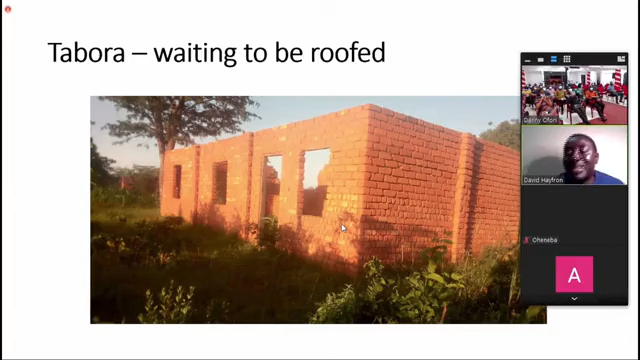 Tabora – waiting to be roofed
Danny Ofori
David Hayfron
Oheneba
A